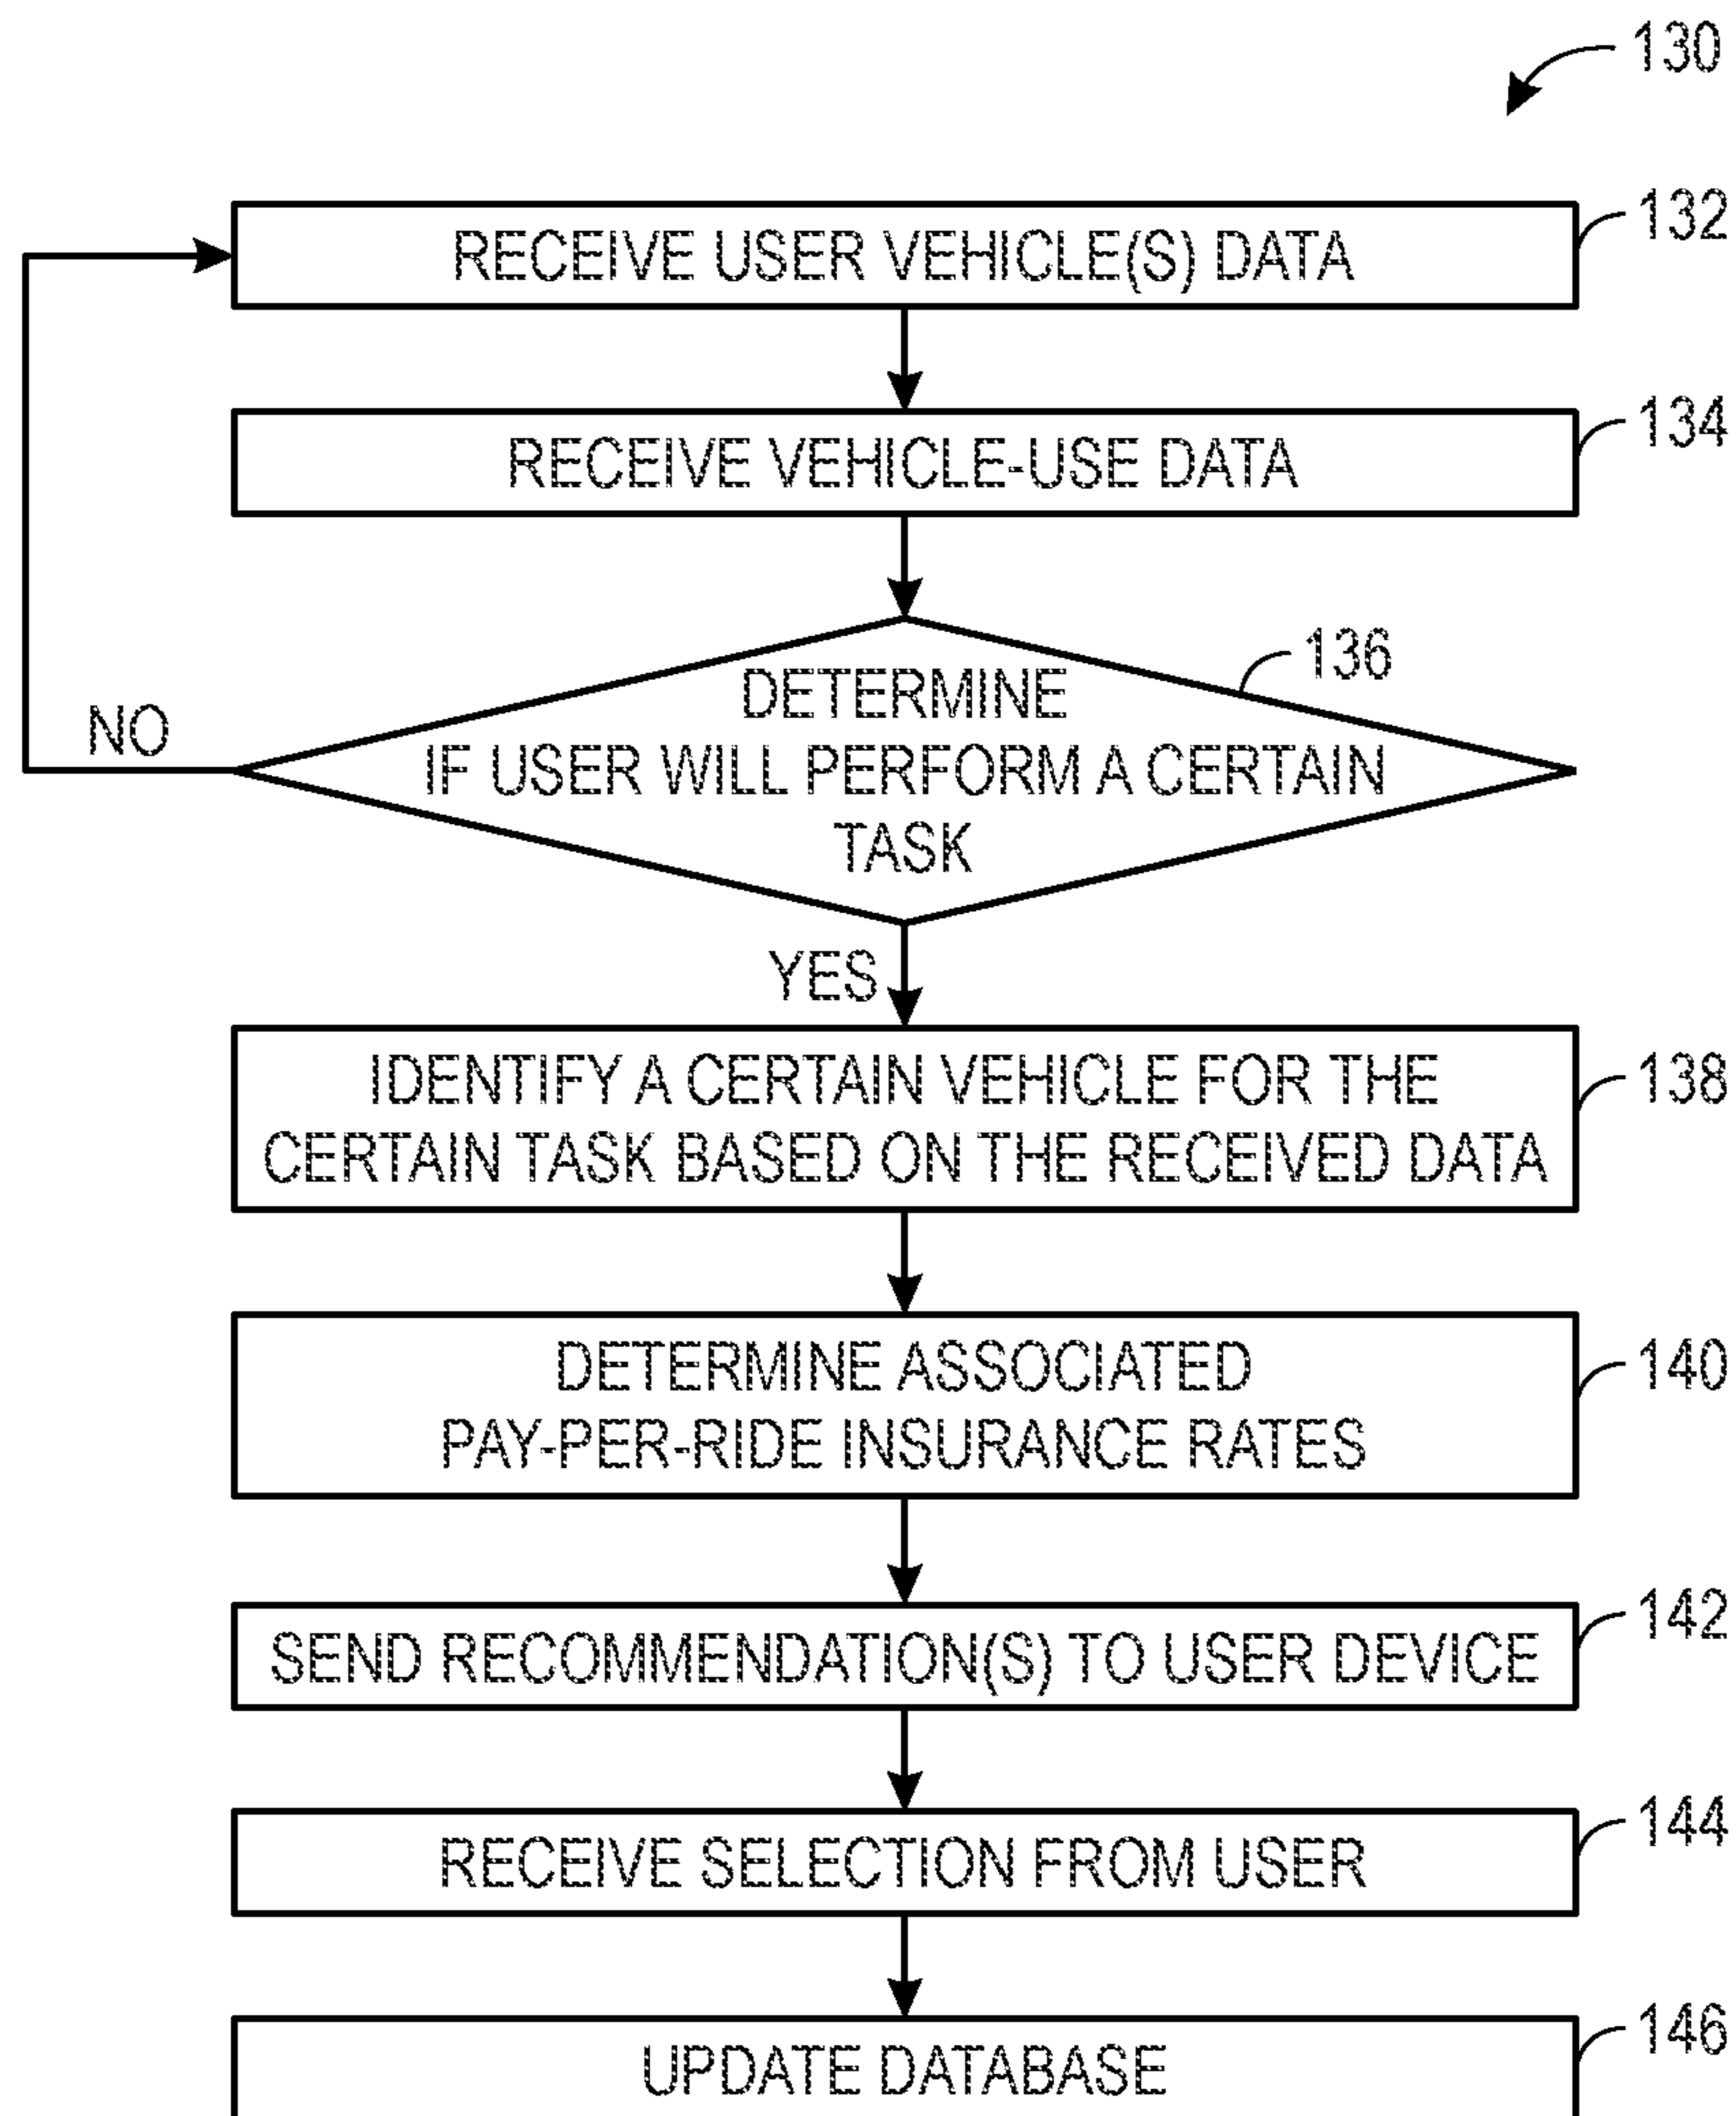 130
RECEIVE USER VEHICLE(S) DATA
132
RECEIVE VEHICLE-USE DATA
134
DETERMINE
IF USER WILL PERFORM A CERTAIN
TASK
136
NO
YES
IDENTIFY A CERTAIN VEHICLE FOR THE
CERTAIN TASK BASED ON THE RECEIVED DATA
138
DETERMINE ASSOCIATED
PAY-PER-RIDE INSURANCE RATES
140
SEND RECOMMENDATION(S) TO USER DEVICE
142
RECEIVE SELECTION FROM USER
144
UPDATE DATABASE
146